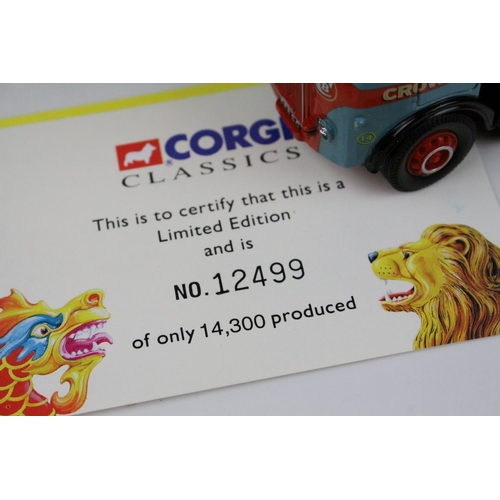 CORGI
CLASSICS
This is to certify that this is a
Limited Edition
and is
NO.12499
of only 14,300 produced